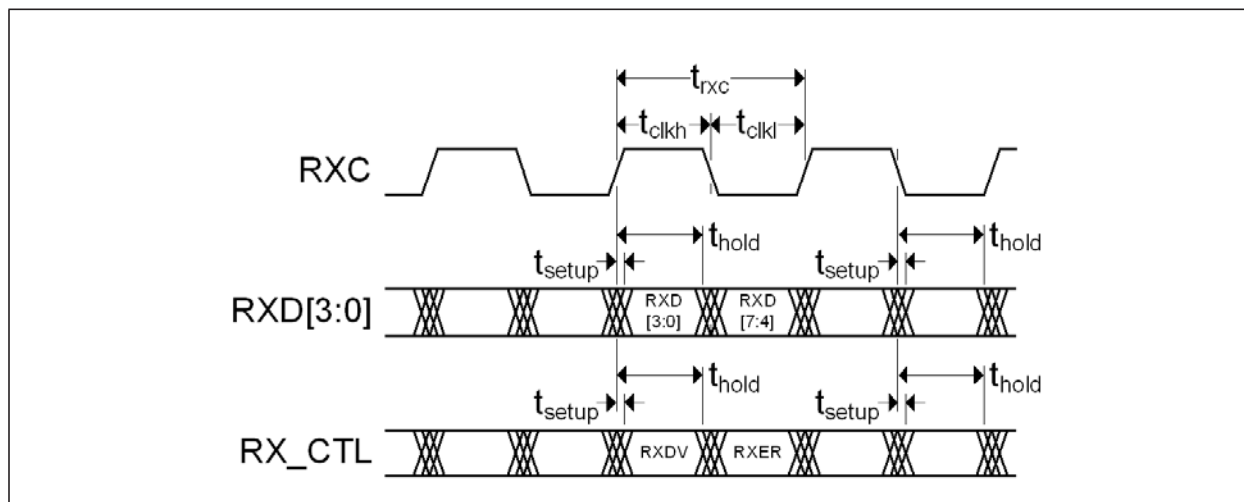 t_rxc
t_clkh t_clkl
RXC
t_hold t_hold
t_setup t_setup
RXD[3:0]
RXD
[3:0]
RXD
[7:4]
t_hold t_hold
t_setup t_setup
RX_CTL
RXDV RXER